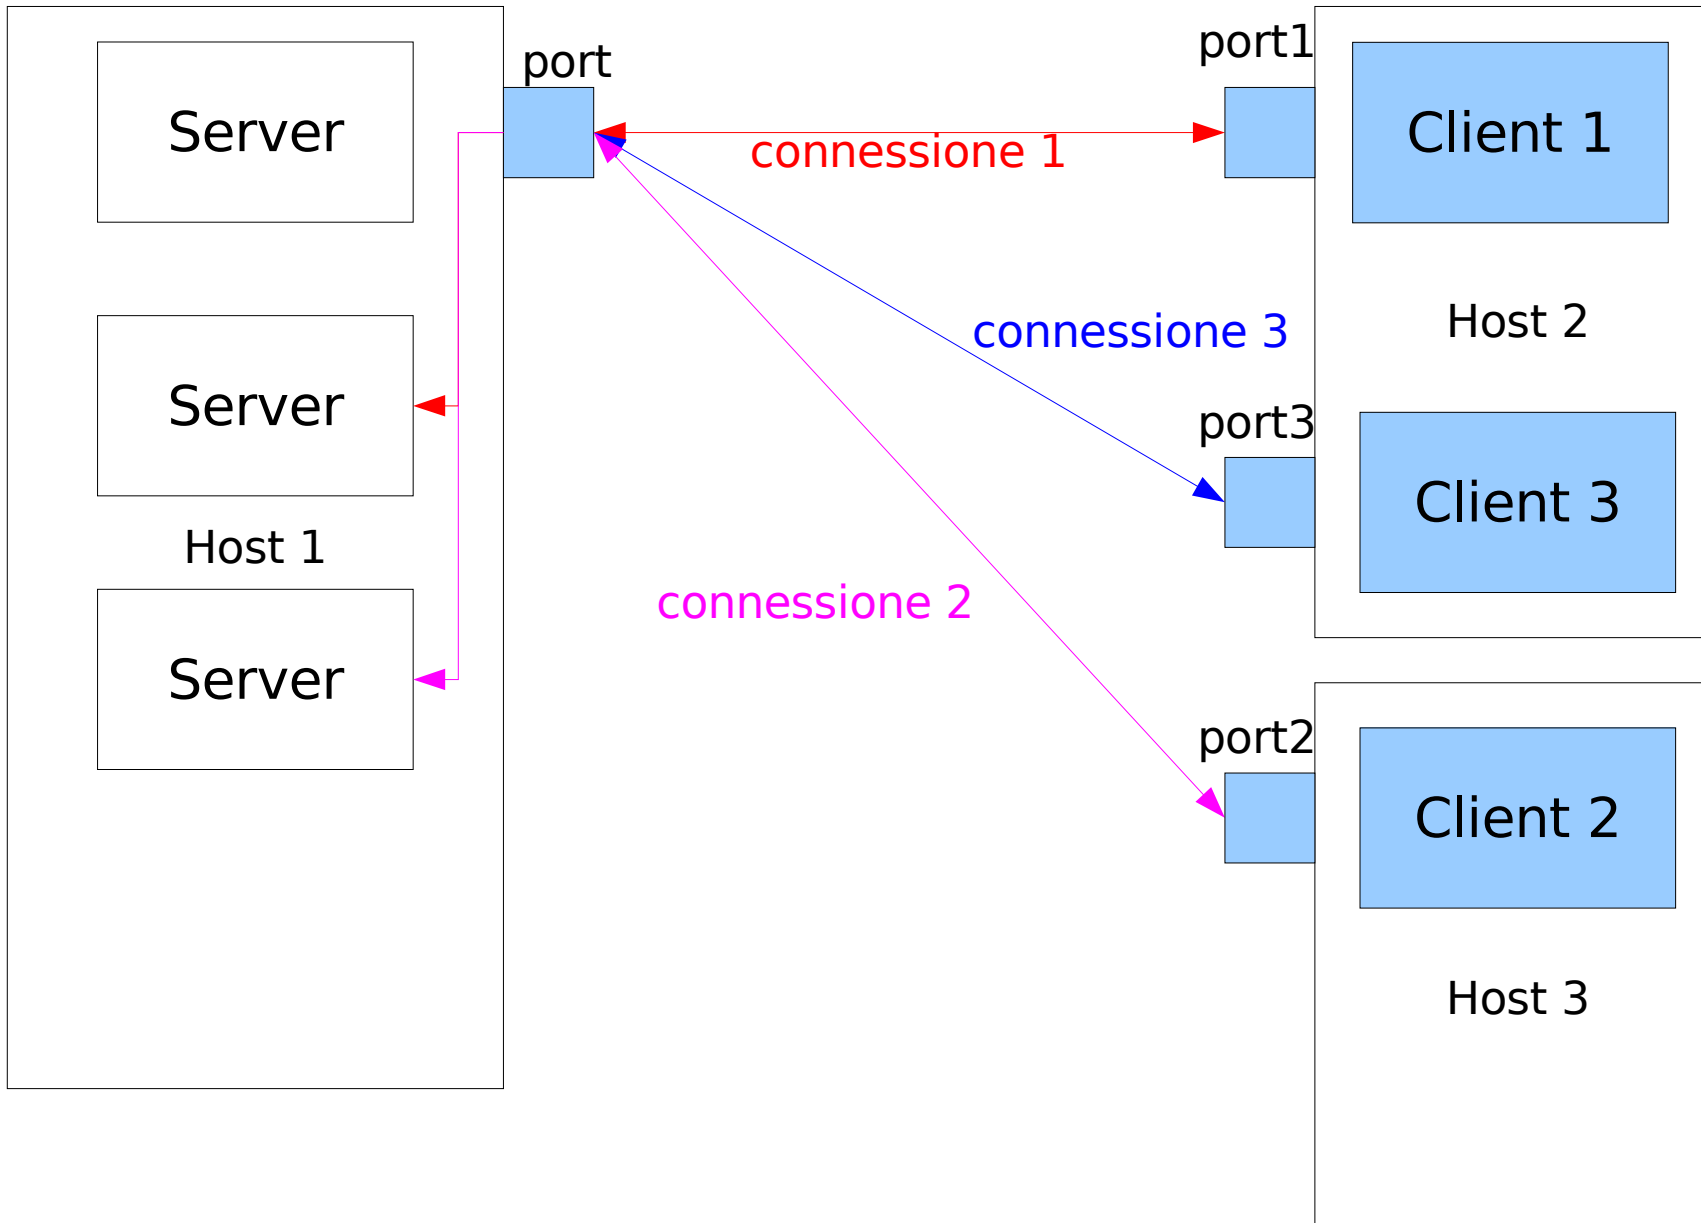 port
port1
Server
Client 1
connessione 1
Host 2
connessione 3
Server
port3
Client 3
Host 1
connessione 2
Server
port2
Client 2
Host 3